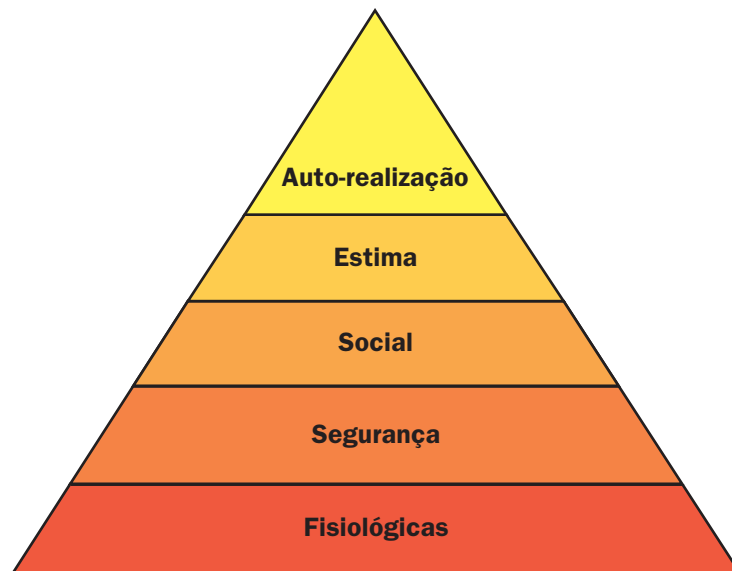 Auto-realização
Estima
Social
Segurança
Fisiológicas